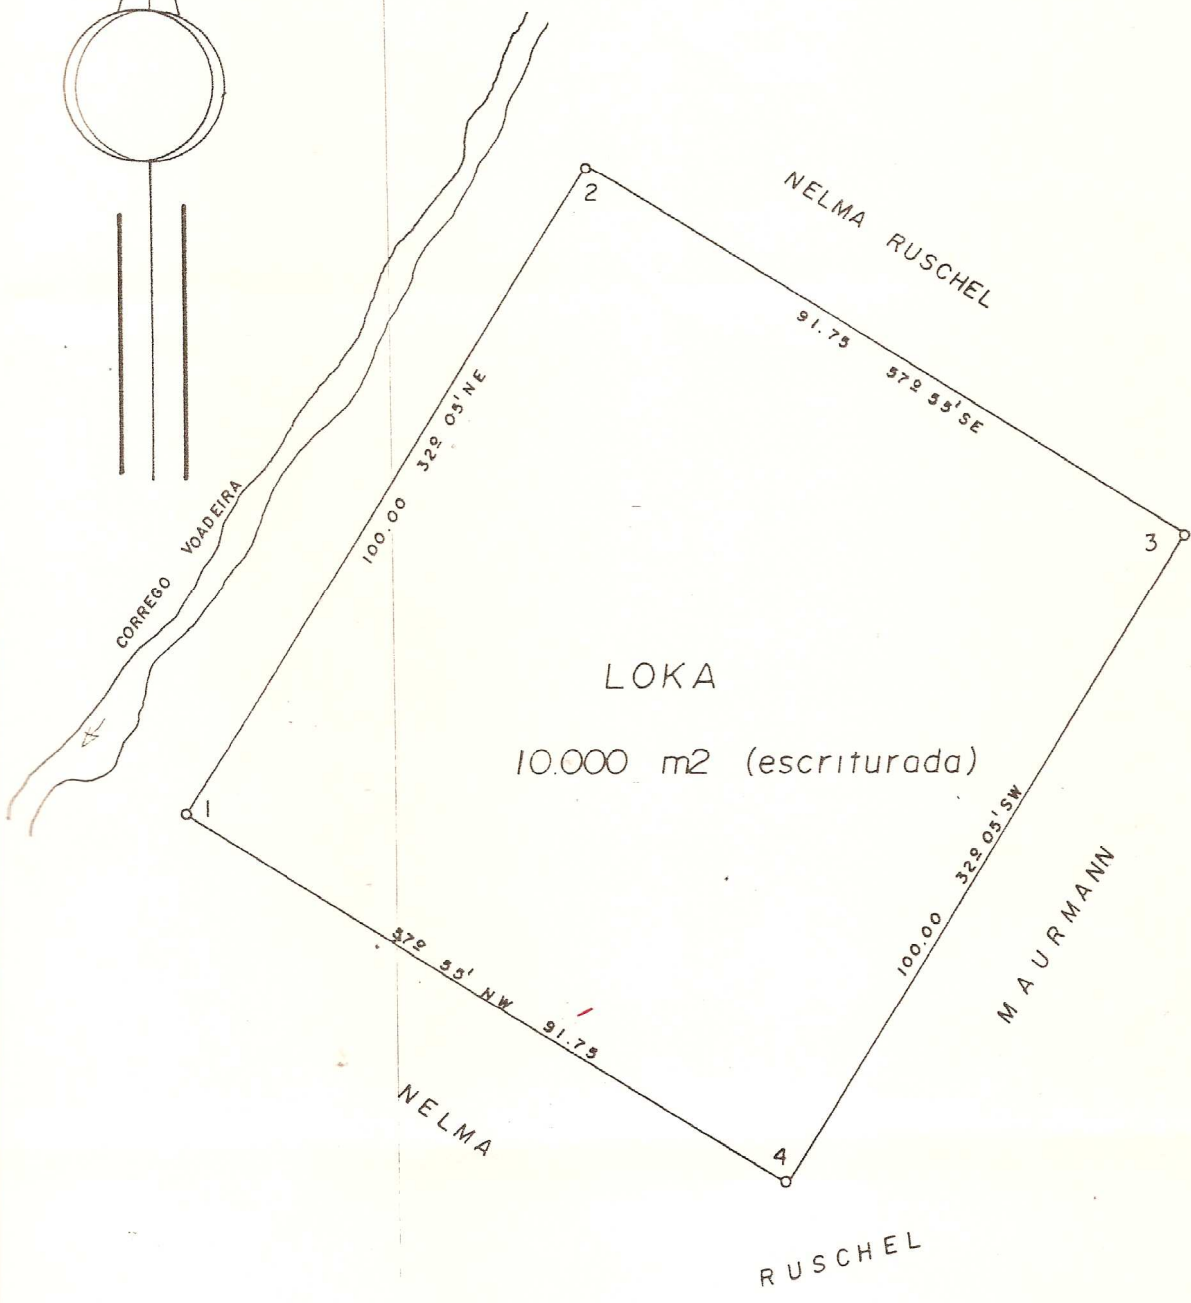 2
NELMA RUSCHEL
91.75 57º 55' SE
32º 05' NE
100.00
3
CORREGO VOADEIRA
LOKA
10.000 m2 (escriturada)
1
32º 05' SW
100.00
MAURMANN
57º 55' NW 91.75
NELMA
4
RUSCHEL